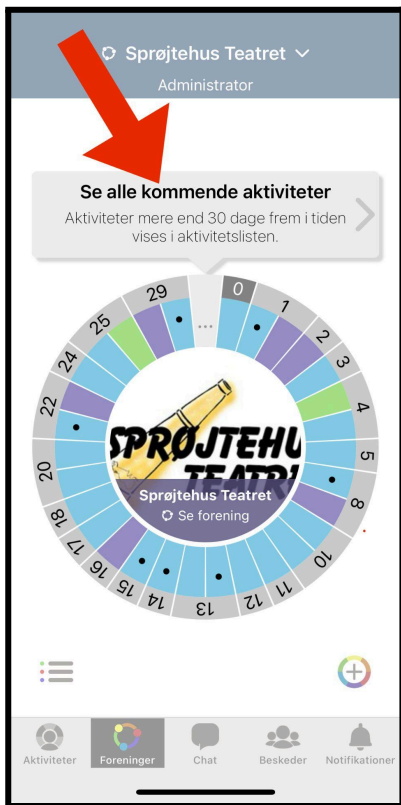 Sprøjtehus Teatret
Administrator
Se alle kommende aktiviteter
Aktiviteter mere end 30 dage frem i tiden
vises i aktivitetslisten.
...
0
1
2
3
4
5
8
10
11
12
13
14
15
16
17
18
20
22
24
25
29
SPRØJTEHU
TEATR
Sprøjtehus Teatret
Se forening
Aktiviteter
Foreninger
Chat
Beskeder
Notifikationer